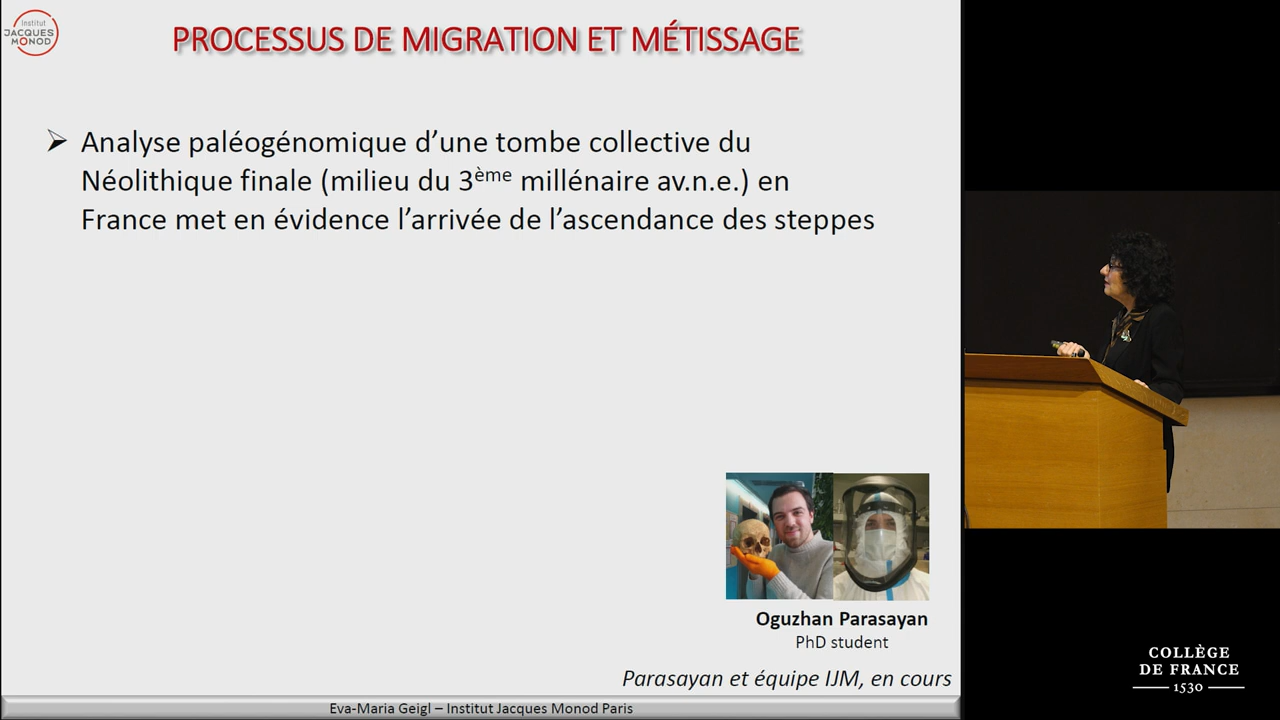 Institut
JACQUES
MONOD
PROCESSUS DE MIGRATION ET MÉTISSAGE
Analyse paléogénomique d’une tombe collective du
Néolithique finale (milieu du 3ème millénaire av.n.e.) en
France met en évidence l’arrivée de l’ascendance des steppes
Oguzhan Parasayan
PhD student
Parasayan et équipe IJM, en cours
Eva-Maria Geigl – Institut Jacques Monod Paris
COLLÈGE
DE FRANCE
1530